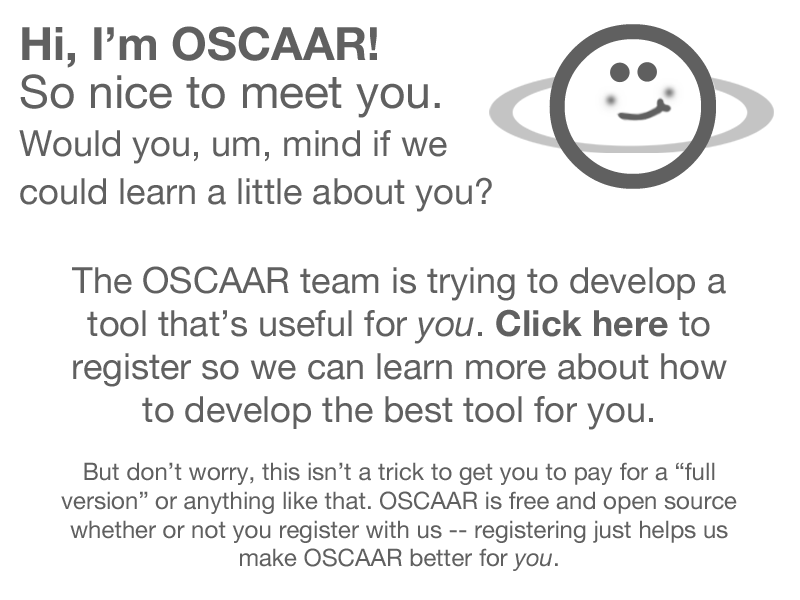 Hi, I’m OSCAAR!
So nice to meet you.
Would you, um, mind if we
could learn a little about you?
The OSCAAR team is trying to develop a
tool that’s useful for you. Click here to
register so we can learn more about how
to develop the best tool for you.
But don’t worry, this isn’t a trick to get you to pay for a “full
version” or anything like that. OSCAAR is free and open source
whether or not you register with us -- registering just helps us
make OSCAAR better for you.